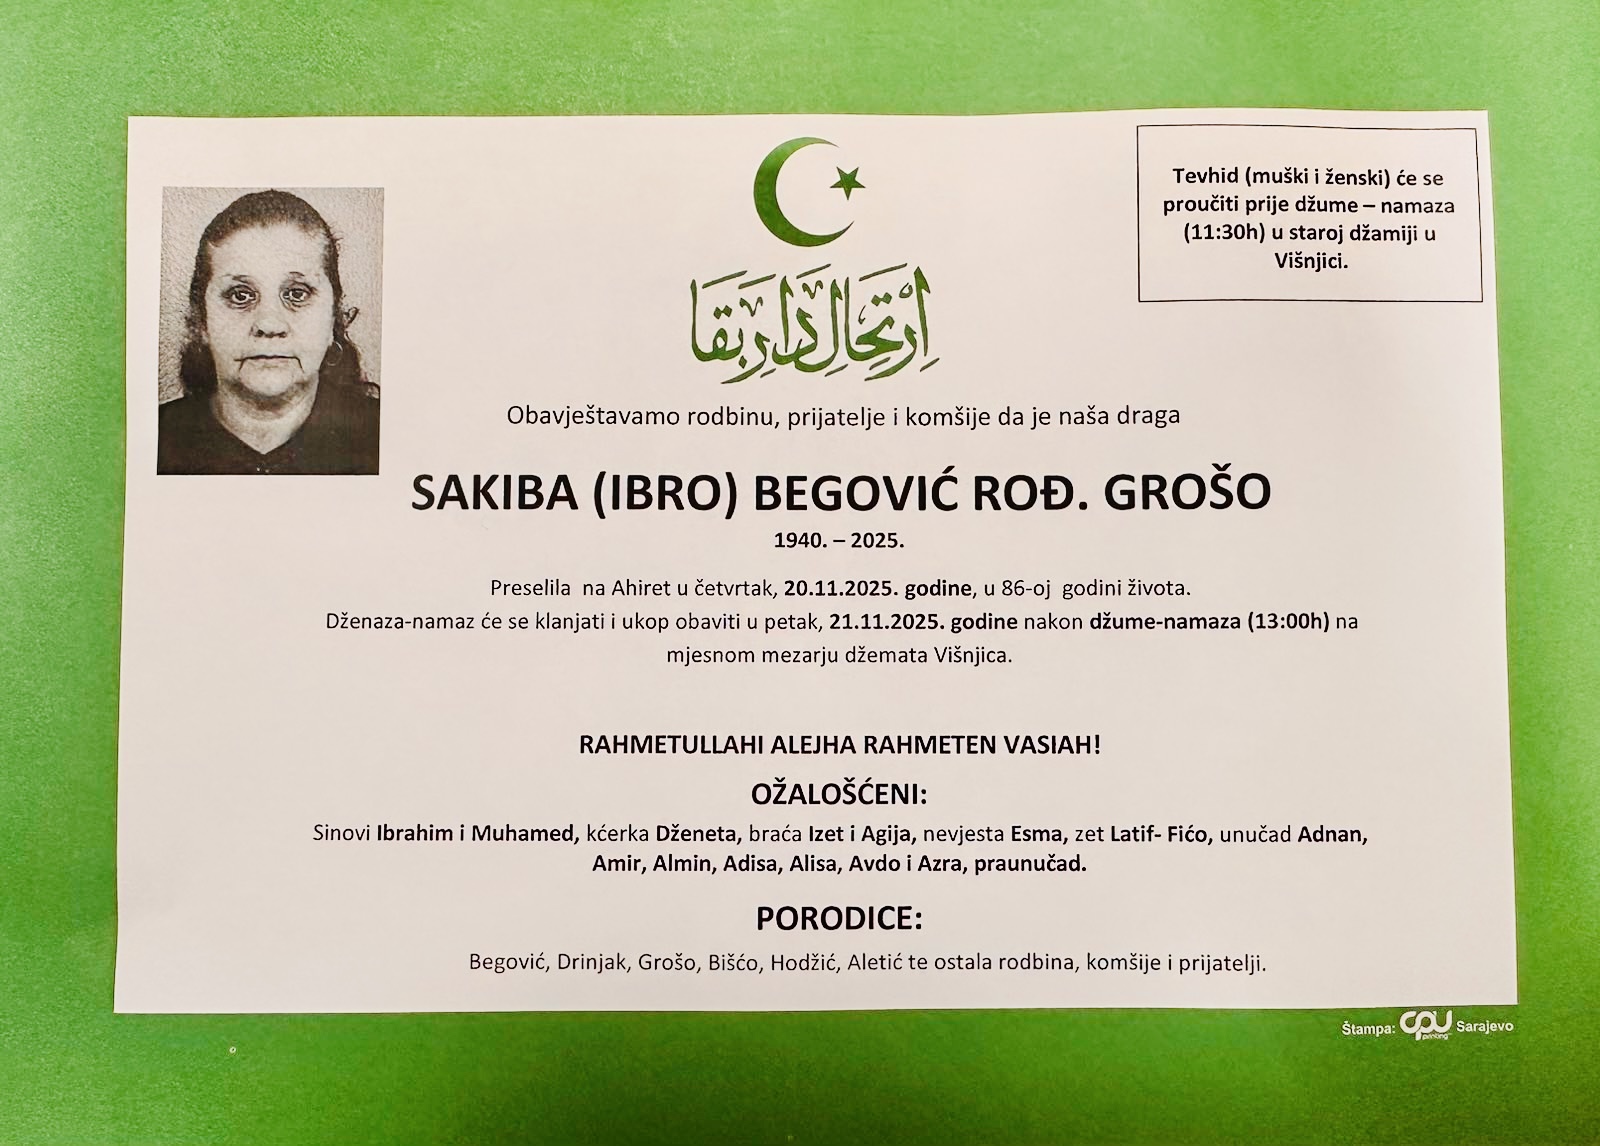 Tevhid (muški i ženski) će se
proučiti prije džume – namaza
(11:30h) u staroj džamiji u
Višnjici.
اِرْتِحَالِ دَارِ بَقَا
Obavještavamo rodbinu, prijatelje i komšije da je naša draga
SAKIBA (IBRO) BEGOVIĆ ROĐ. GROŠO
1940. – 2025.
Preselila na Ahiret u četvrtak, 20.11.2025. godine, u 86-oj godini života.
Dženaza-namaz će se klanjati i ukop obaviti u petak, 21.11.2025. godine nakon džume-namaza (13:00h) na
mjesnom mezarju džemata Višnjica.
RAHMETULLAHI ALEJHA RAHMETEN VASIAH!
OŽALOŠĆENI:
Sinovi Ibrahim i Muhamed, kćerka Dženeta, braća Izet i Agija, nevjesta Esma, zet Latif- Fićo, unučad Adnan,
Amir, Almin, Adisa, Alisa, Avdo i Azra, praunučad.
PORODICE:
Begović, Drinjak, Grošo, Bišćo, Hodžić, Aletić te ostala rodbina, komšije i prijatelji.
Štampa: CPU printing Sarajevo